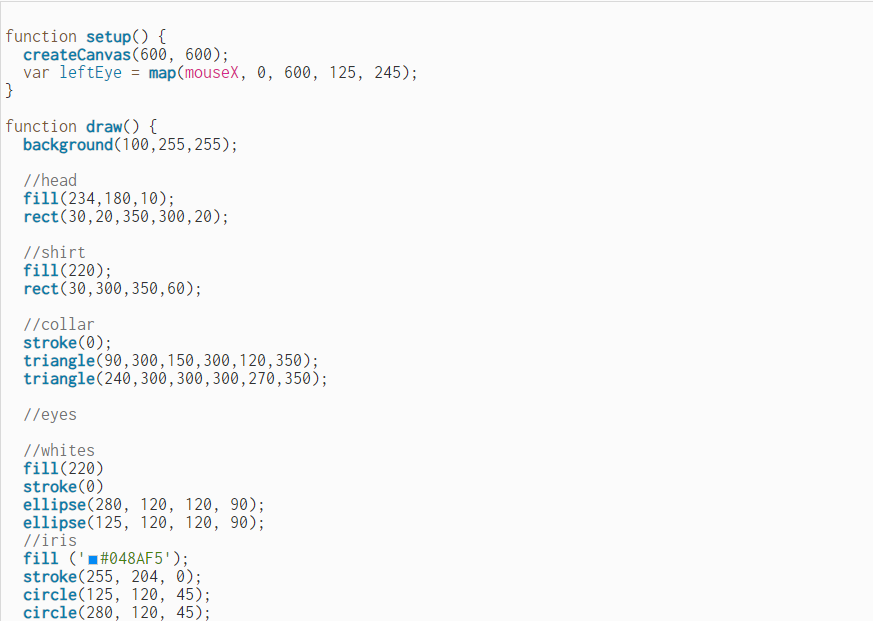 function setup() {
  createCanvas(600, 600);
  var leftEye = map(mouseX, 0, 600, 125, 245);
}

function draw() {
  background(100,255,255);

  //head
  fill(234,180,10);
  rect(30,20,350,300,20);

  //shirt
  fill(220);
  rect(30,300,350,60);

  //collar
  stroke(0);
  triangle(90,300,150,300,120,350);
  triangle(240,300,300,300,270,350);

  //eyes

  //whites
  fill(220)
  stroke(0)
  ellipse(280, 120, 120, 90);
  ellipse(125, 120, 120, 90);
  //iris
  fill ('#048AF5');
  stroke(255, 204, 0);
  circle(125, 120, 45);
  circle(280, 120, 45);